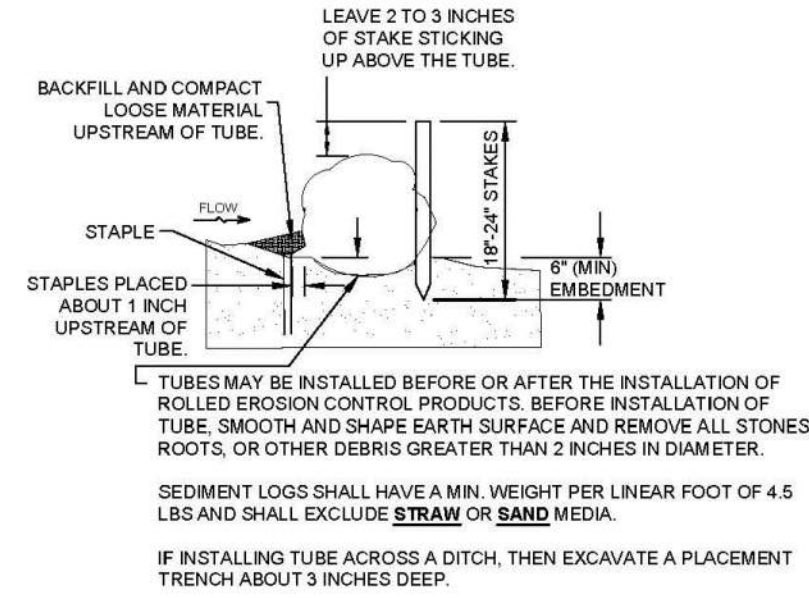 LEAVE 2 TO 3 INCHES
OF STAKE STICKING
UP ABOVE THE TUBE.
BACKFILL AND COMPACT
LOOSE MATERIAL
UPSTREAM OF TUBE.
FLOW
STAPLE
STAPLES PLACED
ABOUT 1 INCH
UPSTREAM OF
TUBE.
18"-24" STAKES
6" (MIN)
EMBEDMENT
TUBES MAY BE INSTALLED BEFORE OR AFTER THE INSTALLATION OF
ROLLED EROSION CONTROL PRODUCTS. BEFORE INSTALLATION OF
TUBE, SMOOTH AND SHAPE EARTH SURFACE AND REMOVE ALL STONES
ROOTS, OR OTHER DEBRIS GREATER THAN 2 INCHES IN DIAMETER.
SEDIMENT LOGS SHALL HAVE A MIN. WEIGHT PER LINEAR FOOT OF 4.5
LBS AND SHALL EXCLUDE STRAW OR SAND MEDIA.
IF INSTALLING TUBE ACROSS A DITCH, THEN EXCAVATE A PLACEMENT
TRENCH ABOUT 3 INCHES DEEP.